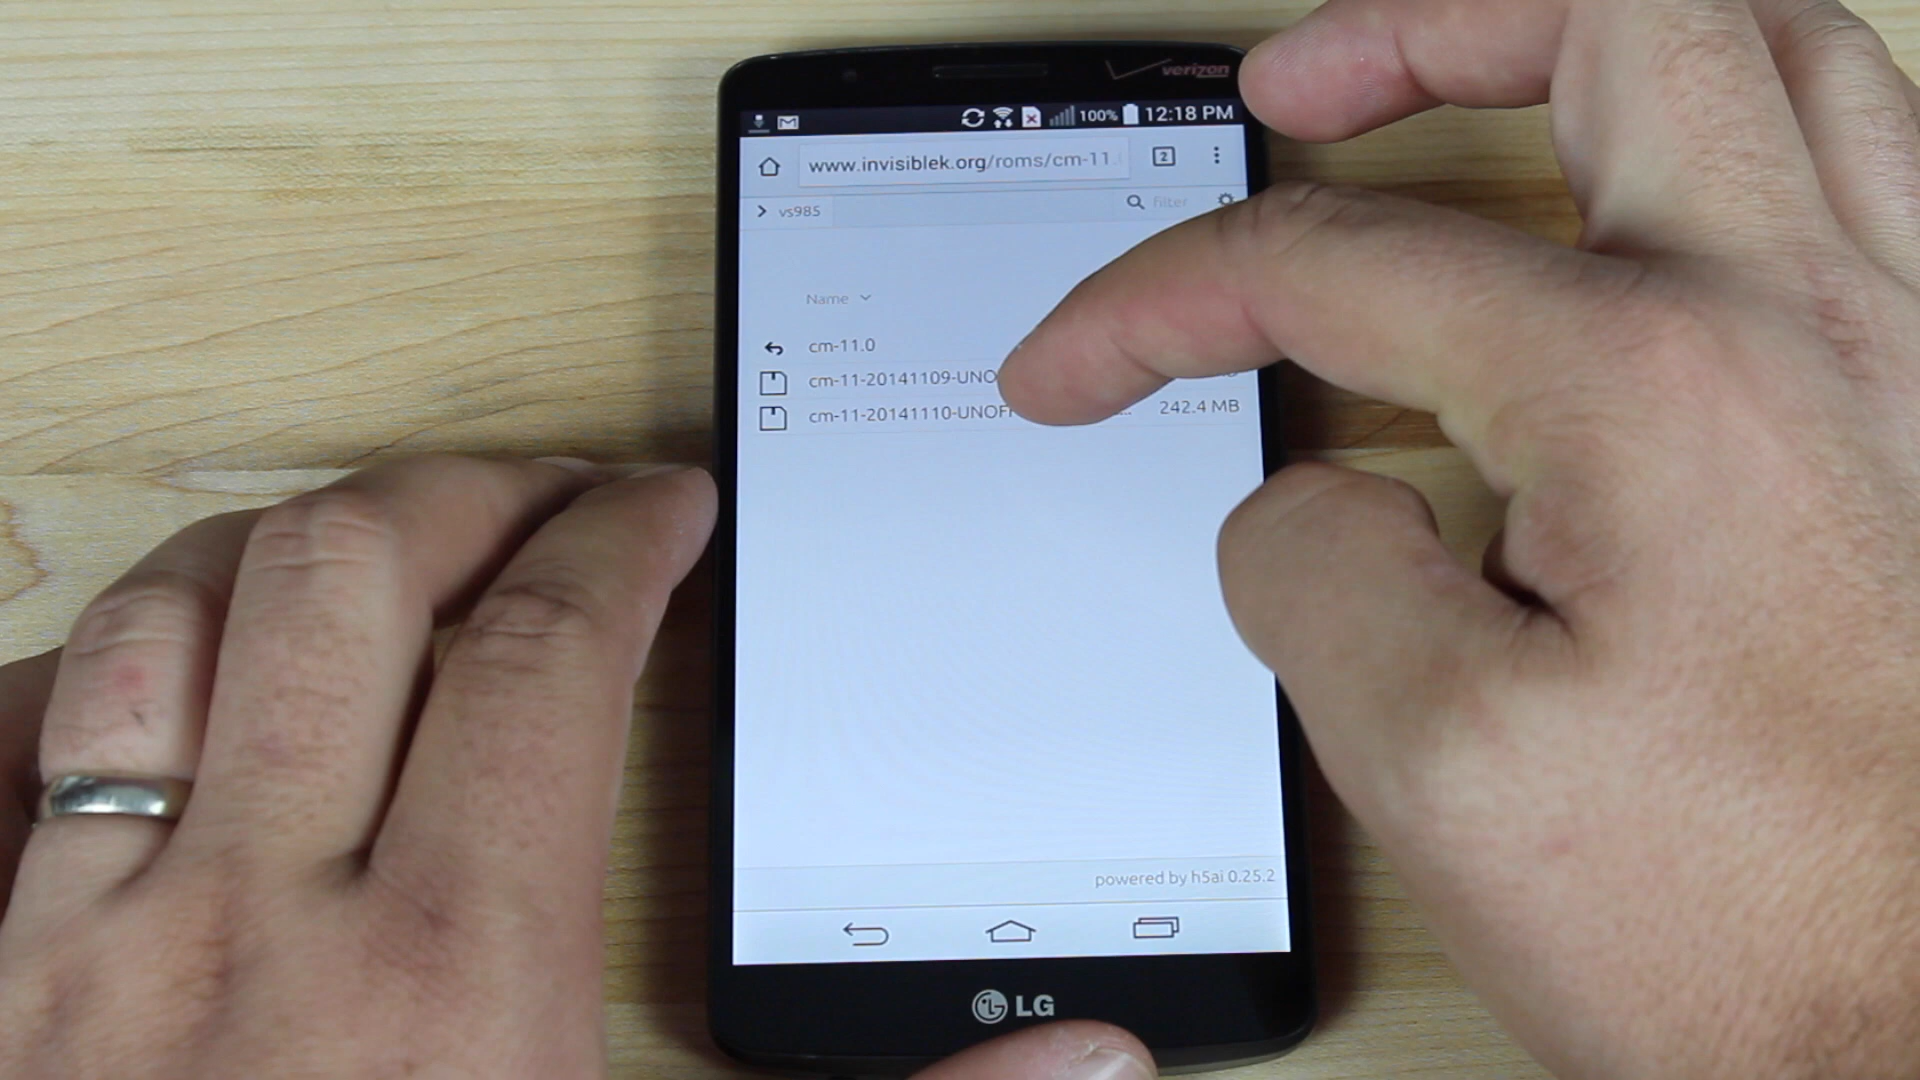 verizon
100% 12:18 PM
www.invisiblek.org/roms/cm-11.
2
vs985
Filter
Name
cm-11.0
cm-11-20141109-UNO
cm-11-20141110-UNOF ... 242.4 MB
powered by h5ai 0.25.2
LG